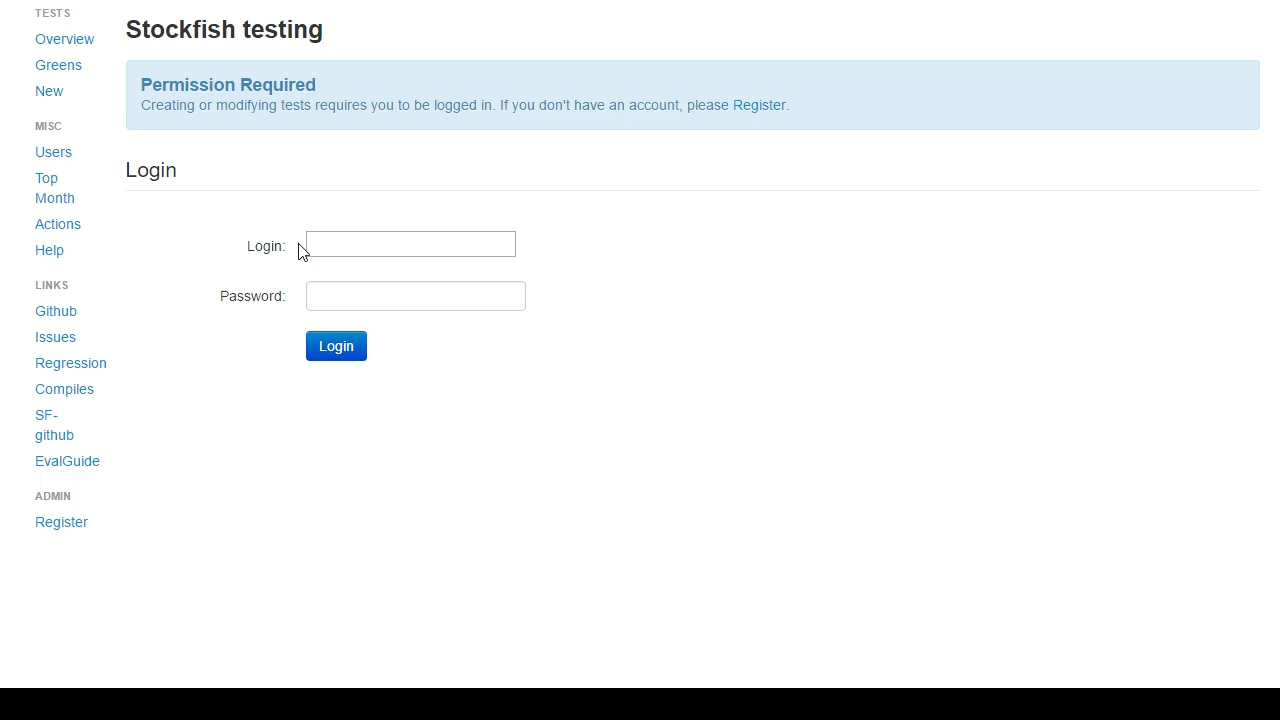 TESTS
Overview
Greens
New
MISC
Users
Top
Month
Actions
Help
LINKS
Github
Issues
Regression
Compiles
SF-
github
EvalGuide
ADMIN
Register
Stockfish testing
Permission Required
Creating or modifying tests requires you to be logged in. If you don't have an account, please Register.
Login
Login:
Password:
Login